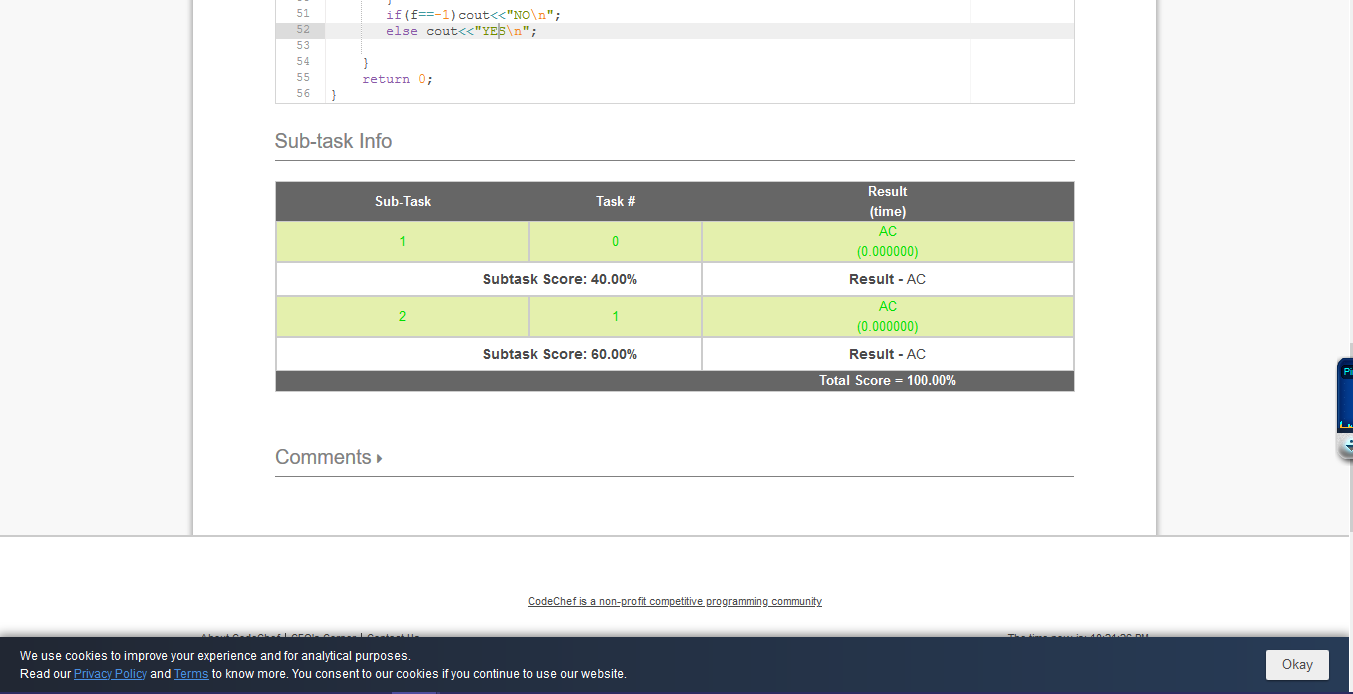 51 if(f==-1)cout<<"NO\n";
52 else cout<<"YES\n";
53
54 }
55 return 0;
56 }
Sub-task Info
Sub-Task Task # Result
(time)
1 0 AC
(0.000000)
Subtask Score: 40.00% Result - AC
2 1 AC
(0.000000)
Subtask Score: 60.00% Result - AC
Total Score = 100.00%
Comments
CodeChef is a non-profit competitive programming community
About CodeChef | CEO's Corner | Contact Us
We use cookies to improve your experience and for analytical purposes.
Read our Privacy Policy and Terms to know more. You consent to our cookies if you continue to use our website.
Okay